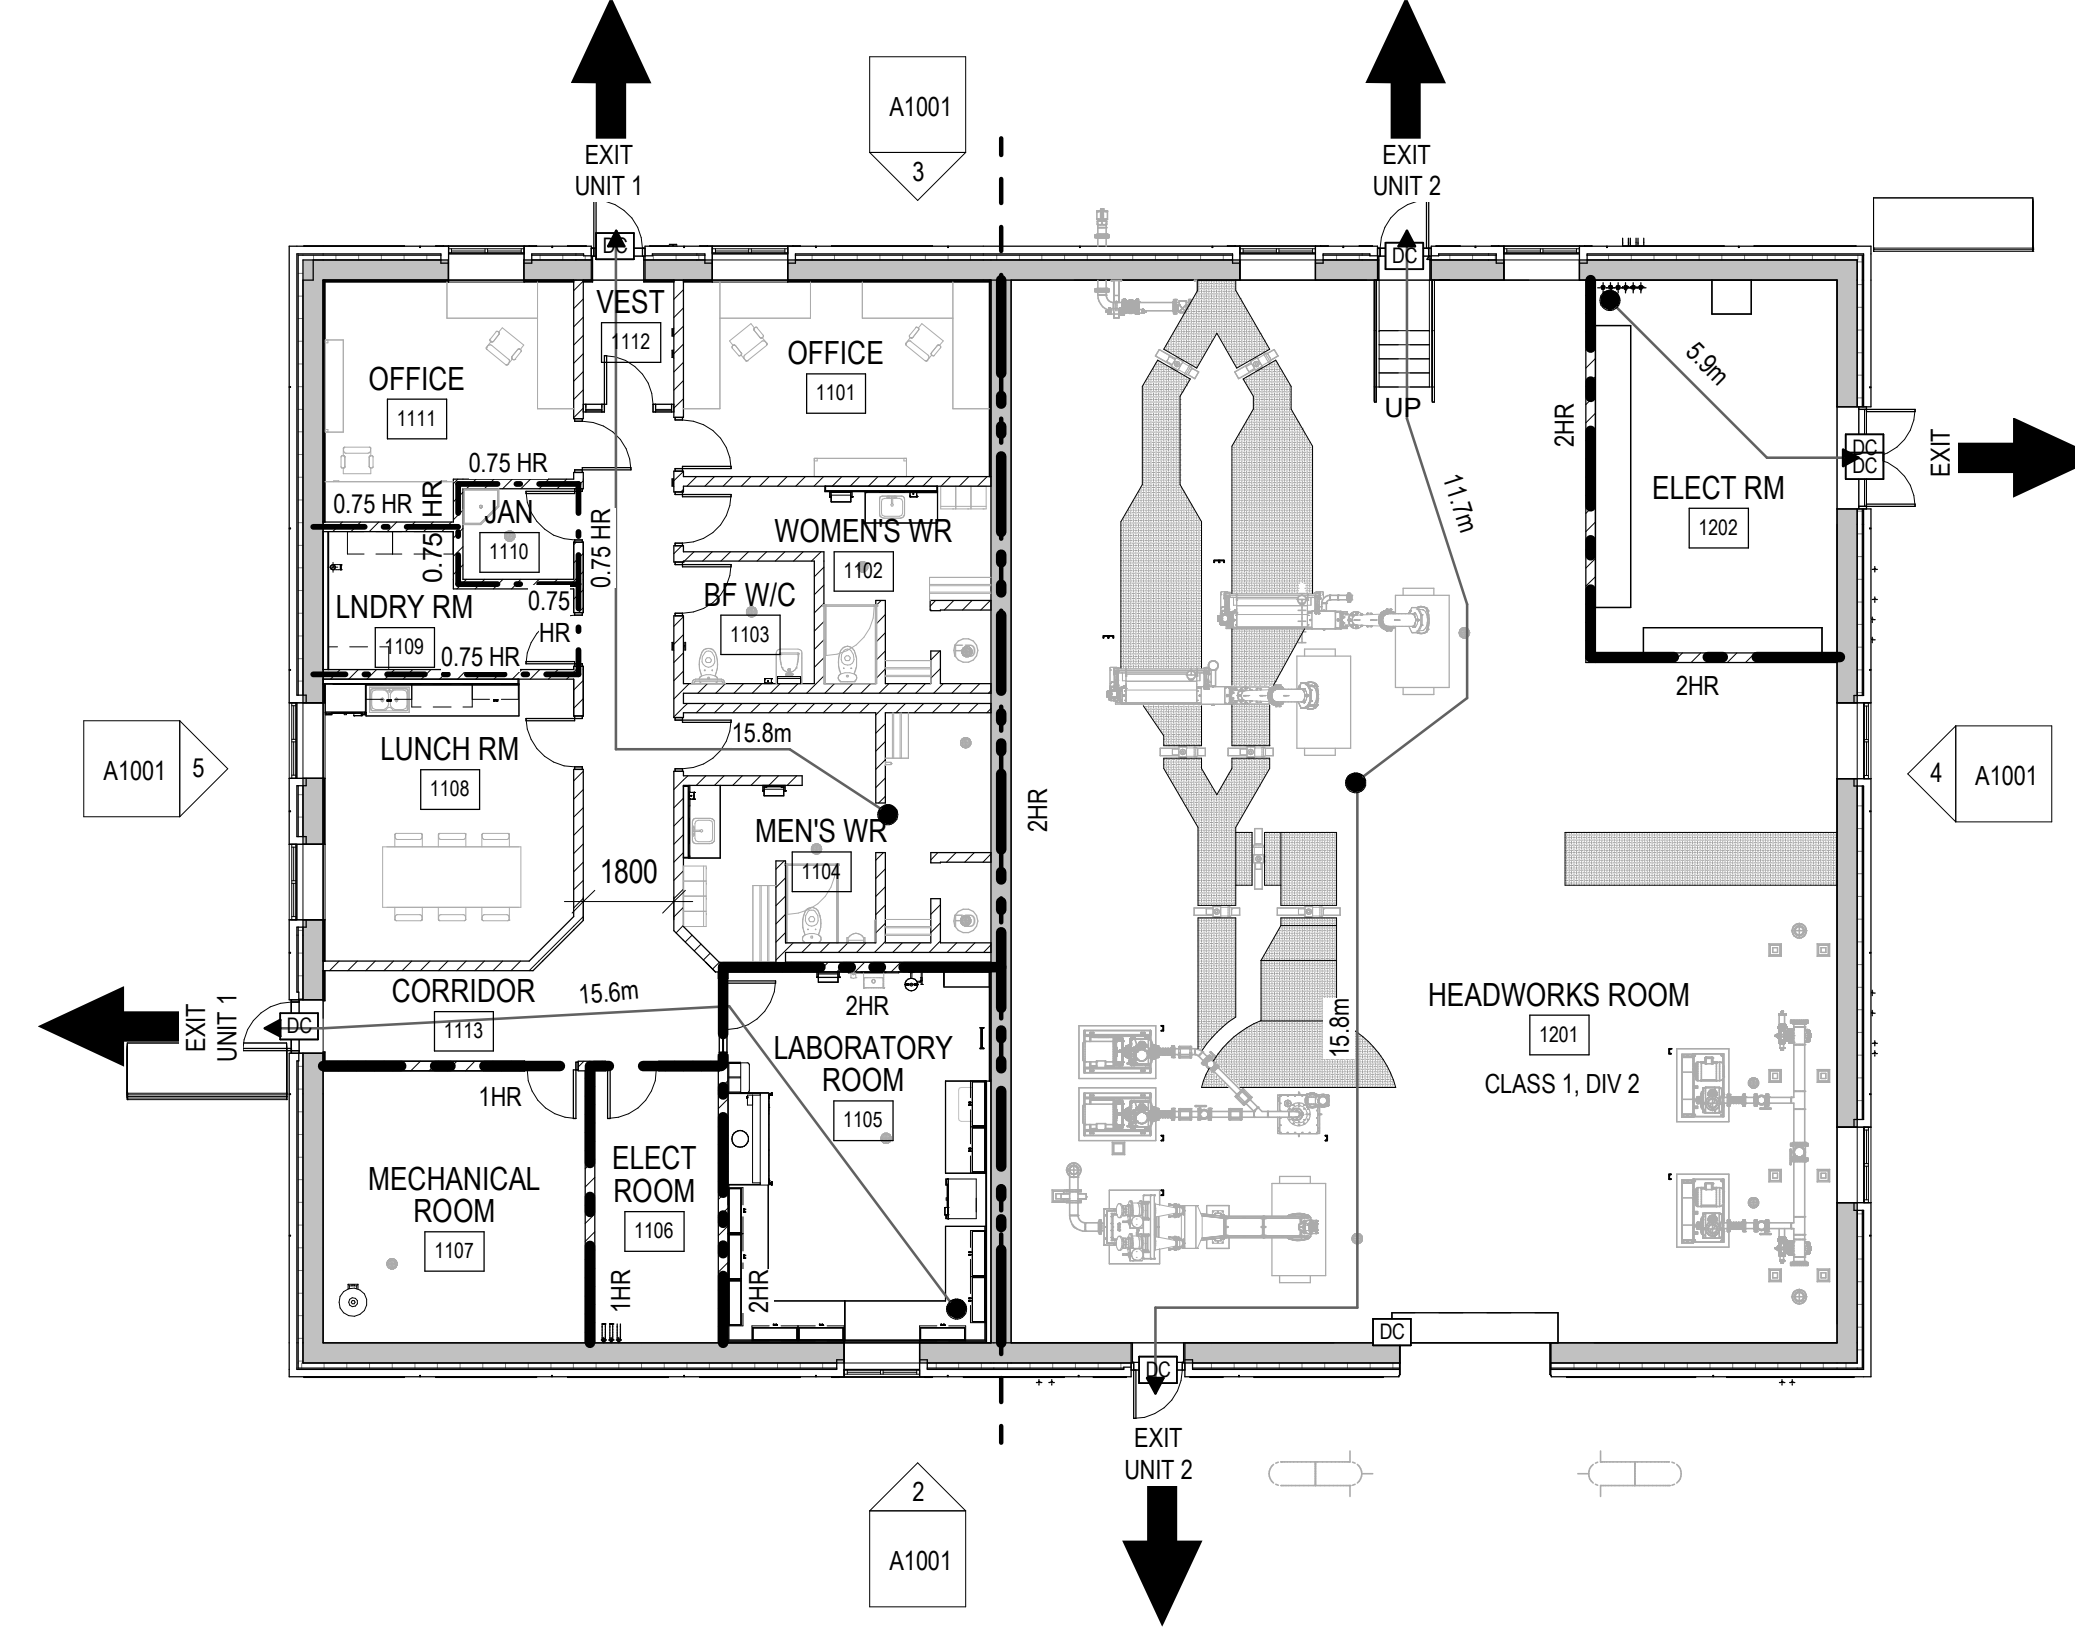 A1001
3
EXIT
UNIT 1
EXIT
UNIT 2
DC
DC
VEST
1112
OFFICE
1111
OFFICE
1101
UP
2HR
5.9m
DC
DC
EXIT
ELECT RM
1202
2HR
0.75 HR
0.75 HR
0.75 HR
0.75 HR
JAN
1110
0.75 HR
WOMEN'S WR
1102
11.7m
LNDRY RM
1109
0.75
HR
0.75 HR
BF W/C
1103
A1001
5
LUNCH RM
1108
15.8m
MEN'S WR
1104
1800
2HR
4
A1001
CORRIDOR
1113
15.6m
EXIT
UNIT 1
DC
2HR
LABORATORY
ROOM
1105
15.8m
HEADWORKS ROOM
1201
CLASS 1, DIV 2
1HR
MECHANICAL
ROOM
1107
ELECT
ROOM
1106
1HR
2HR
DC
DC
EXIT
UNIT 2
2
A1001